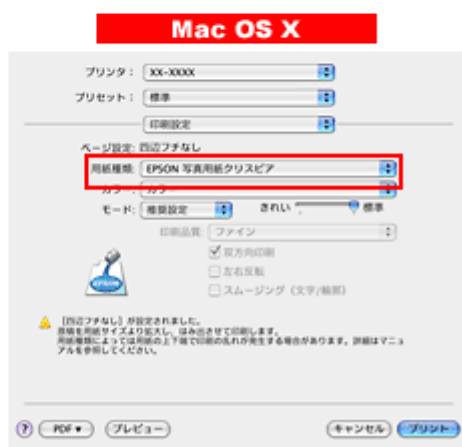 Mac OS X
プリンタ： XX-XXXX
プリセット： 標準
印刷設定
ページ設定: 四辺フチなし
用紙種類: EPSON 写真用紙クリスピア
カラー: カラー
モード: 推奨設定 きれい 標準
印刷品質: ファイン
双方向印刷
左右反転
スムージング（文字/輪郭）
EPSON
［四辺フチなし］が設定されました。
原稿を用紙サイズより拡大し、はみ出させて印刷します。
用紙種類によっては用紙の上下端で印刷の乱れが発生する場合があります。詳細はマニュ
アルを参照してください。
? PDF▼ プレビュー キャンセル プリント